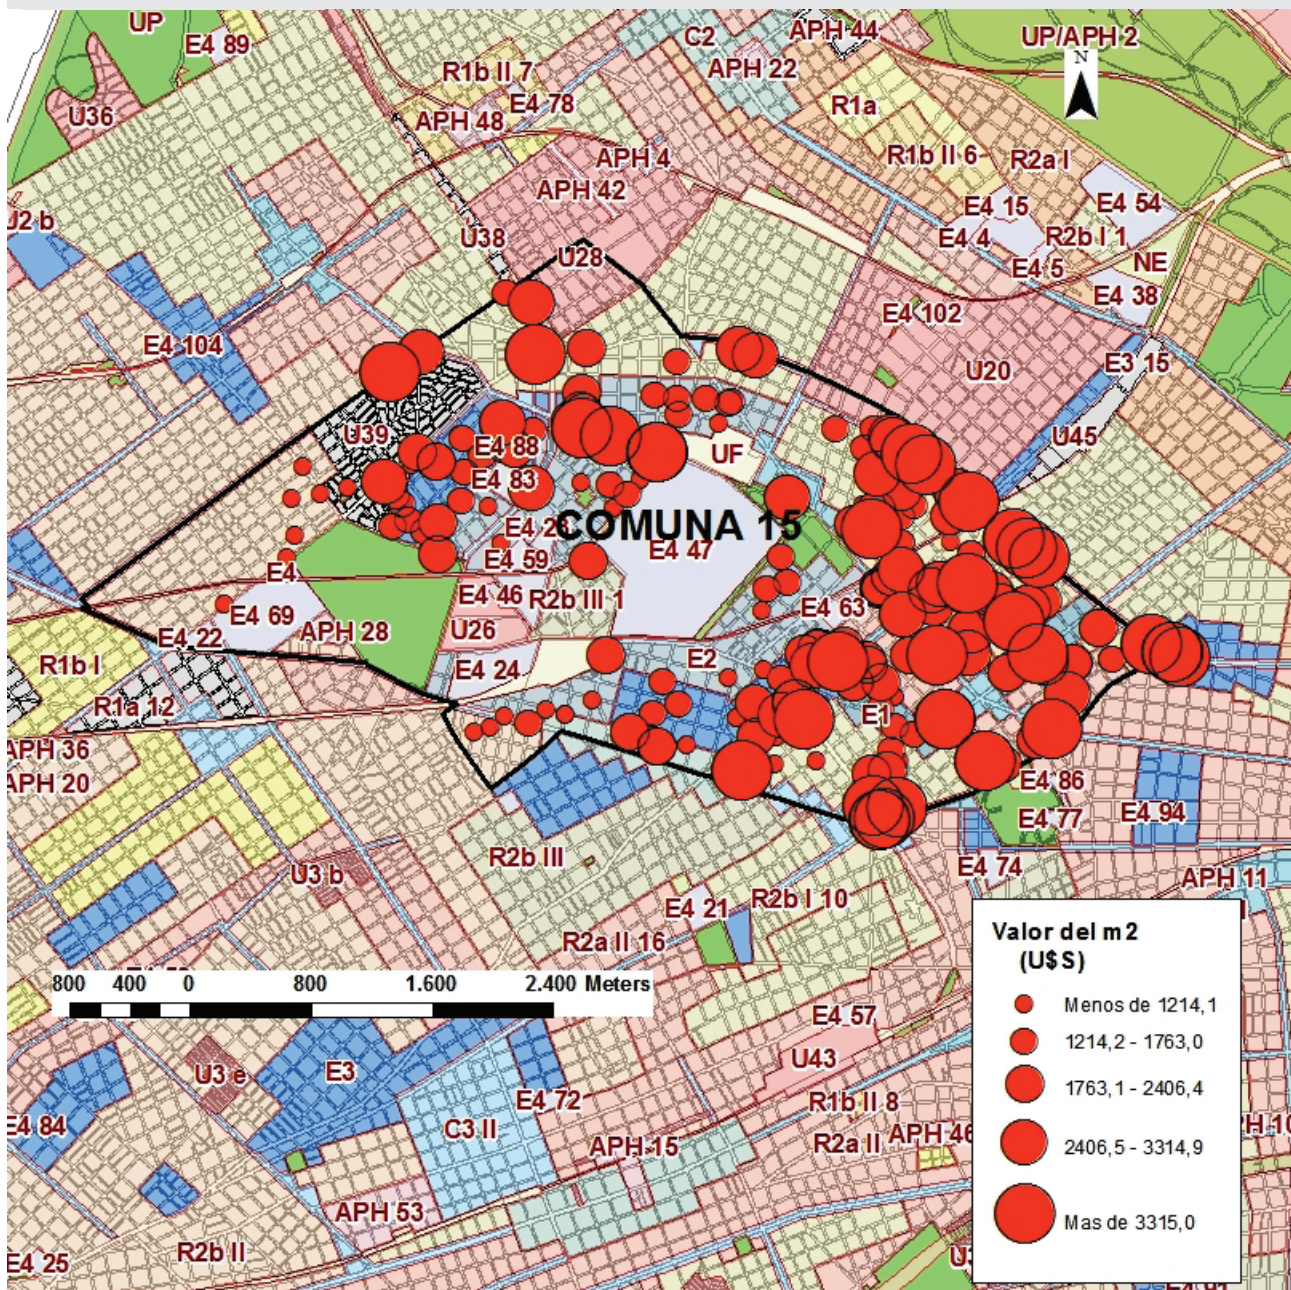 UP
E4 89
C2
APH 44
UP/APH 2
N
R1b II 7
APH 22
U36
E4 78
R1a
APH 48
APH 4
R1b II 6
R2a I
APH 42
E4 15
E4 54
U38
E4 4
R2b I 1
U28
E4 5
NE
E4 38
E4 102
E4 104
E3 15
U20
U39
U45
E4 88
UF
E4 83
COMUNA 15
E4 59
E4 47
E4
E4 46
R2b III 1
E4 69
E4 63
APH 28
U26
E4 22
E2
R1b I
E4 24
R1a 12
E1
APH 36
APH 20
E4 86
E4 77
E4 94
R2b III
U3 b
E4 74
APH 11
R2b I 10
E4 21
R2a II 16
800 400 0 800 1.600 2.400 Meters
E4 57
U43
U3 e
E3
E4 72
R1b II 8
E4 84
C3 II
APH 15
R2a II
APH 46
APH 53
R2b II
E4 25
Valor del m2
(U$S)
Menos de 1214,1
1214,2 - 1763,0
1763,1 - 2406,4
2406,5 - 3314,9
Mas de 3315,0